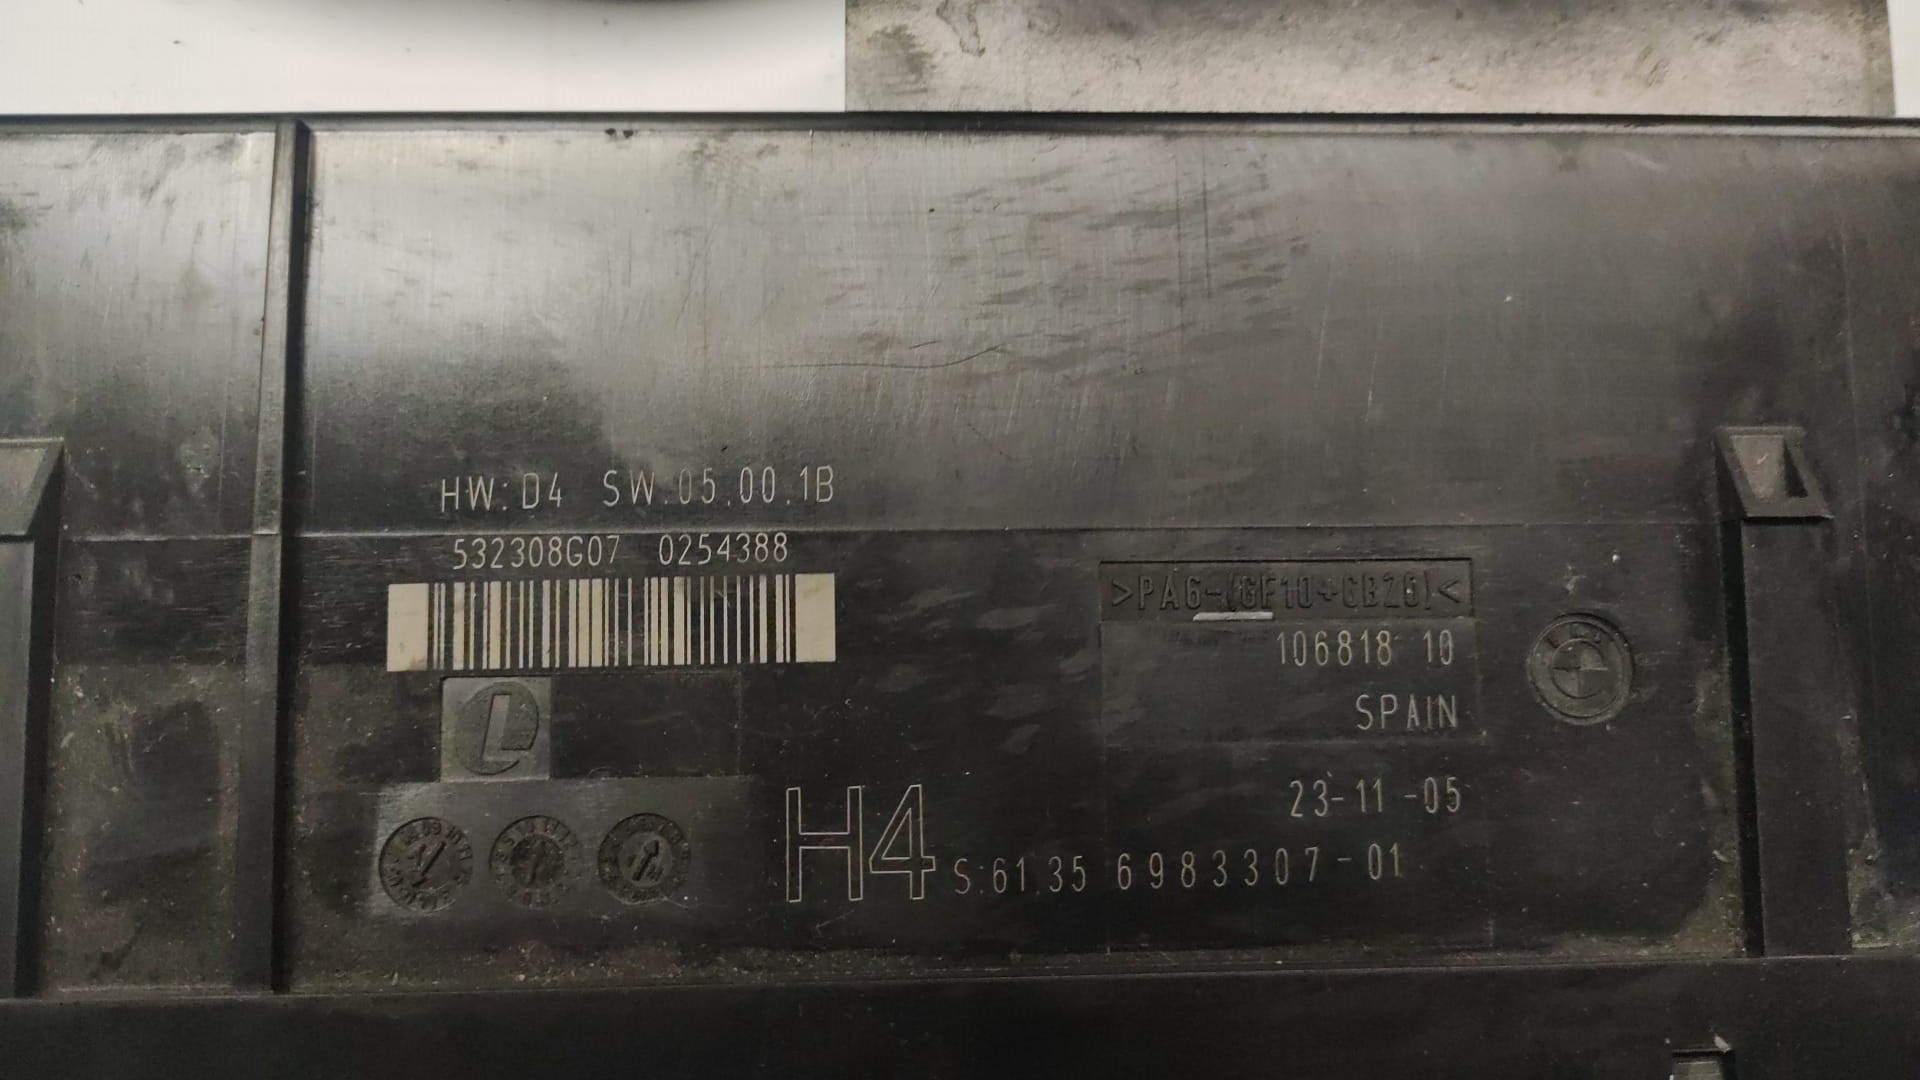 HW:D4 SW.05.00.1B
532308G07 0254388
>PA6-(GF10+GB20)<
106818 10
SPAIN
L
23-11-05
H4 S:61.35 6983307-01